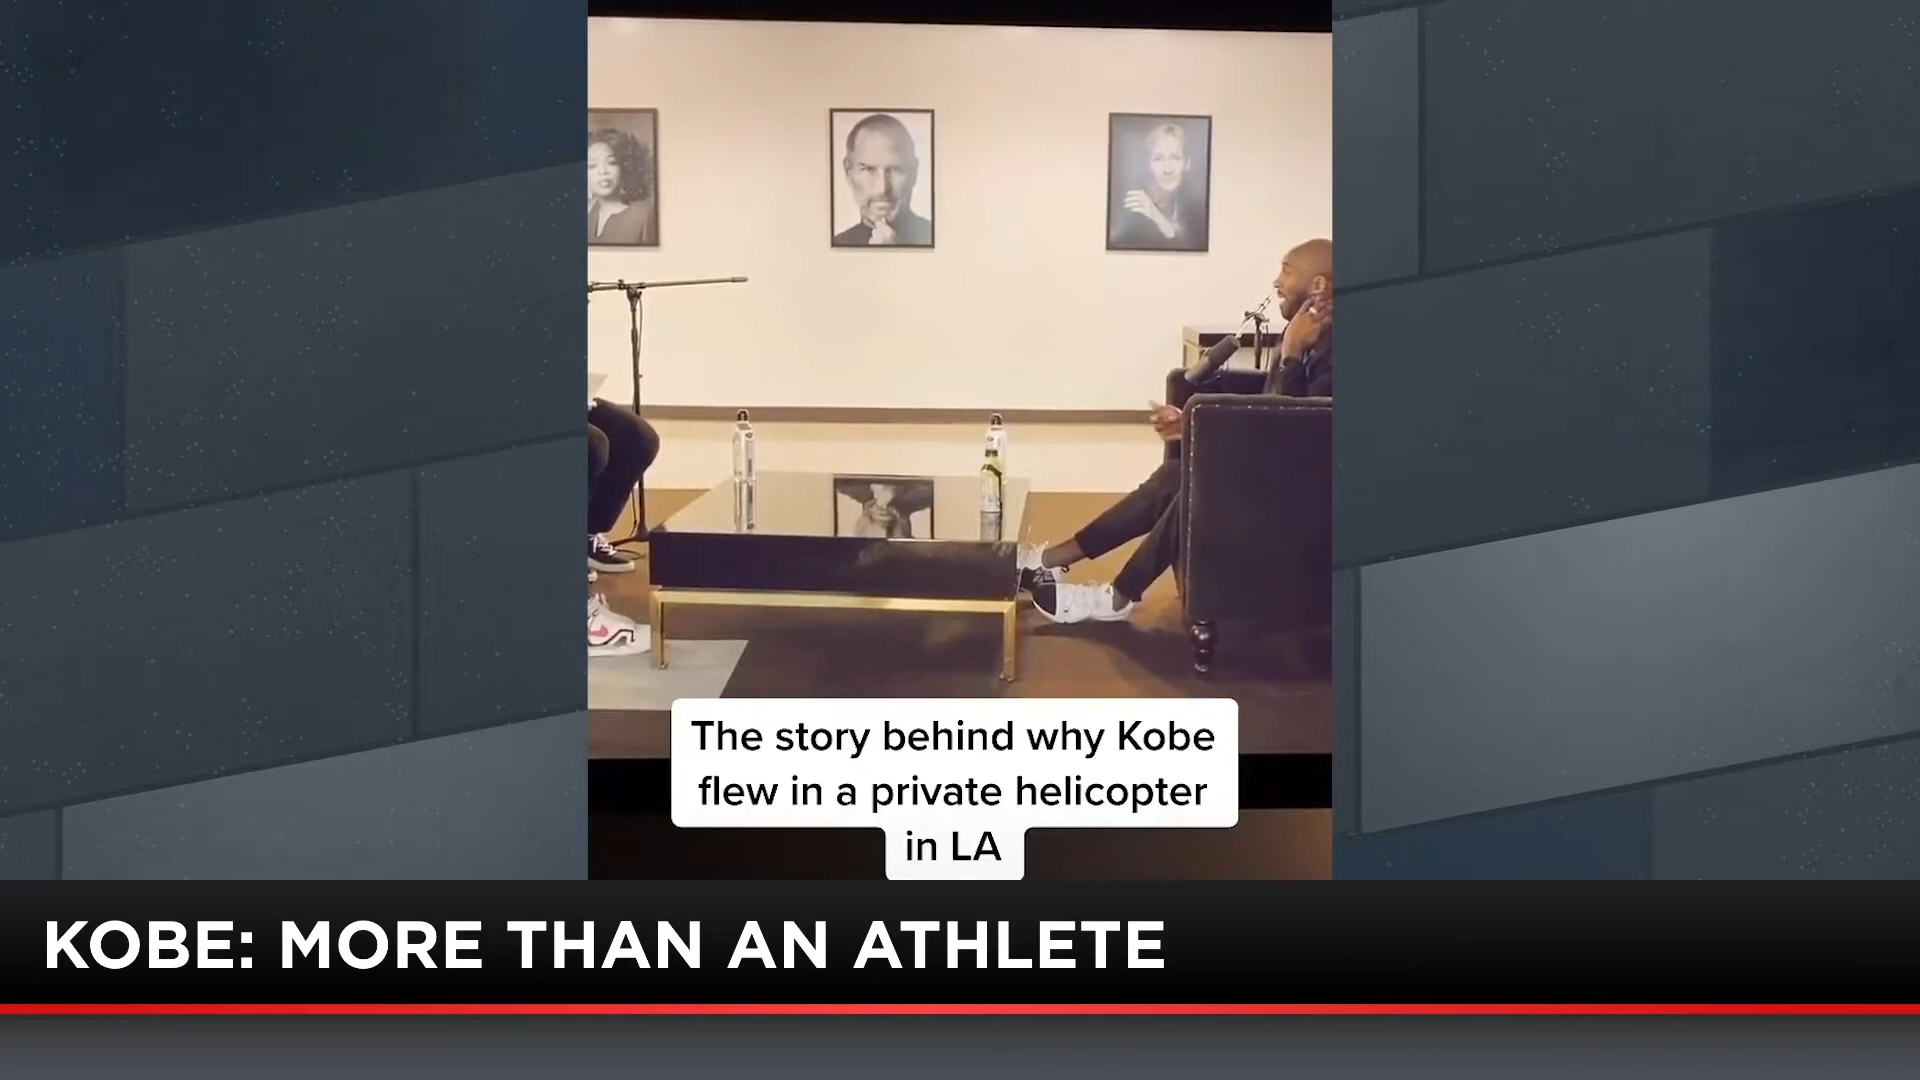 The story behind why Kobe
flew in a private helicopter
in LA
KOBE: MORE THAN AN ATHLETE